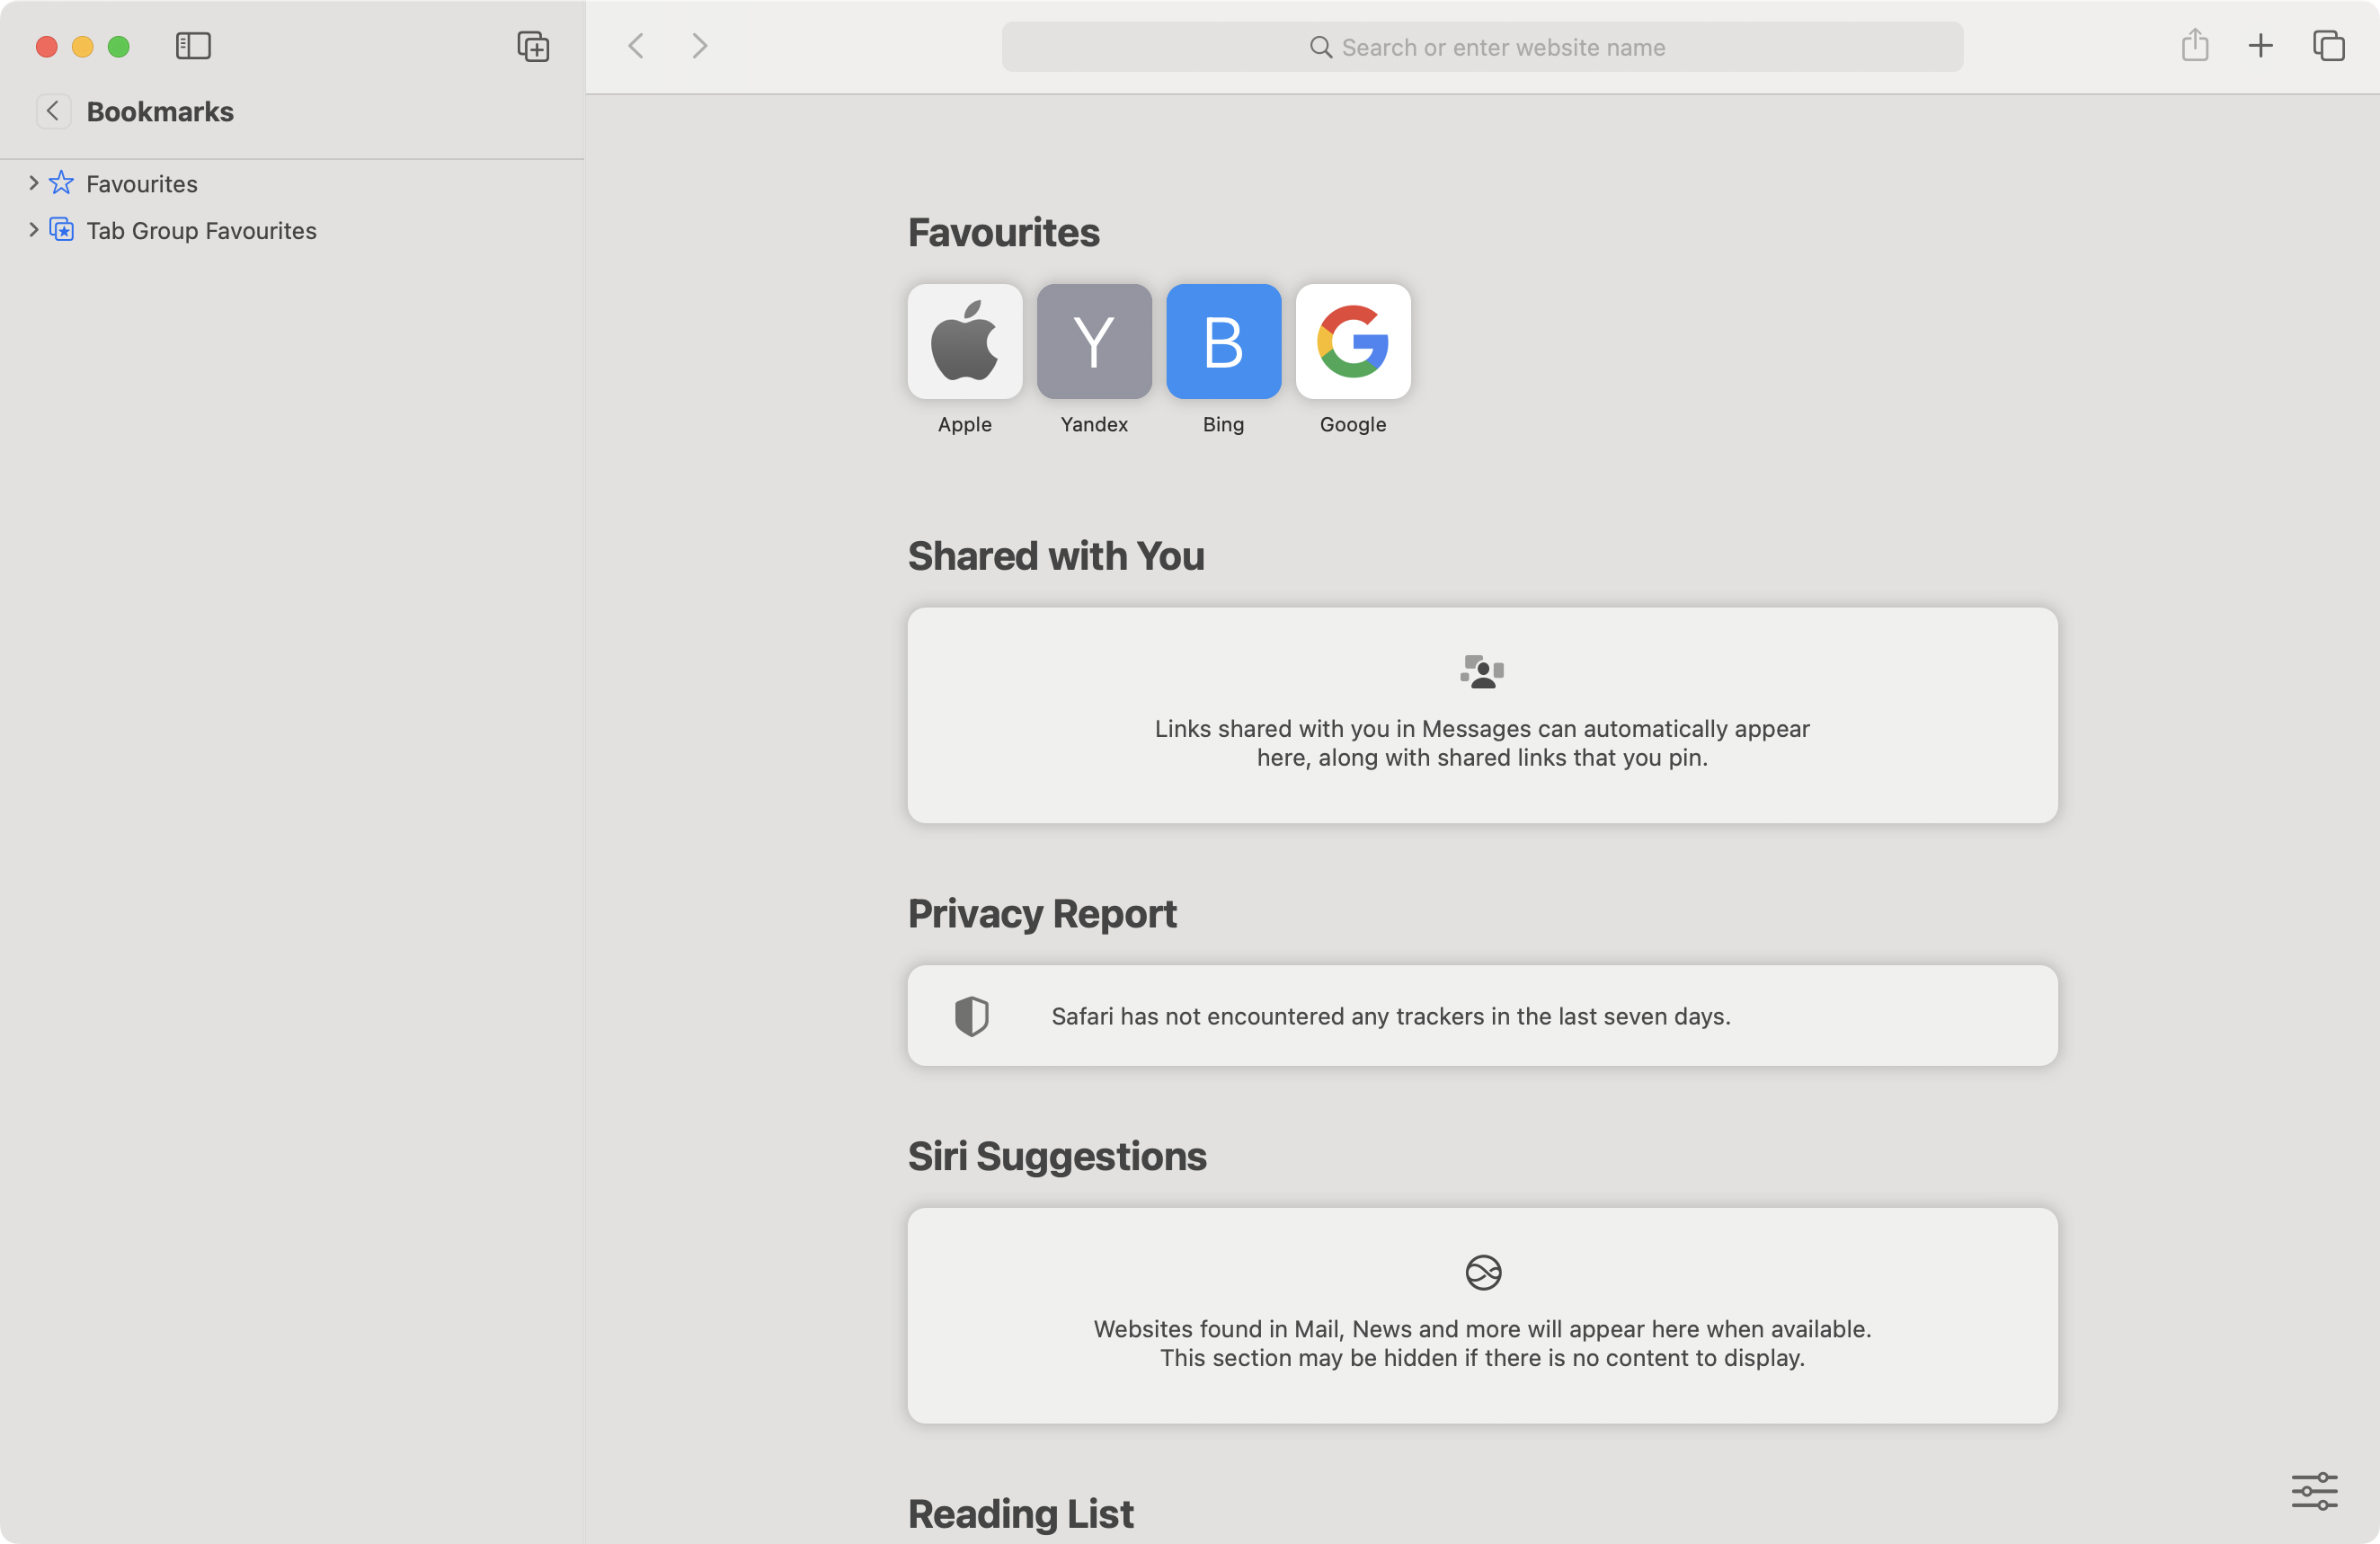 Bookmarks
Favourites
Tab Group Favourites
Search or enter website name
Favourites
Y
B
Apple
Yandex
Bing
Google
Shared with You
Links shared with you in Messages can automatically appear
here, along with shared links that you pin.
Privacy Report
Safari has not encountered any trackers in the last seven days.
Siri Suggestions
Websites found in Mail, News and more will appear here when available.
This section may be hidden if there is no content to display.
Reading List